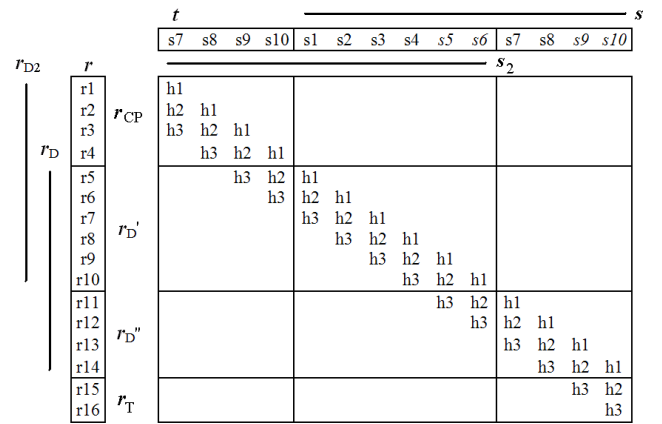 t s
s7 s8 s9 s10 s1 s2 s3 s4 s5 s6 s7 s8 s9 s10
rD2 r s2
r1 h1
r2 rCP h2 h1
r3 h3 h2 h1
rD r4 h3 h2 h1
r5 h3 h2 h1
r6 h3 h2 h1
r7 rD' h3 h2 h1
r8 h3 h2 h1
r9 h3 h2 h1
r10 h3 h2 h1
r11 h3 h2 h1
r12 rD" h3 h2 h1
r13 h3 h2 h1
r14 h3 h2 h1
r15 rT h3 h2
r16 h3